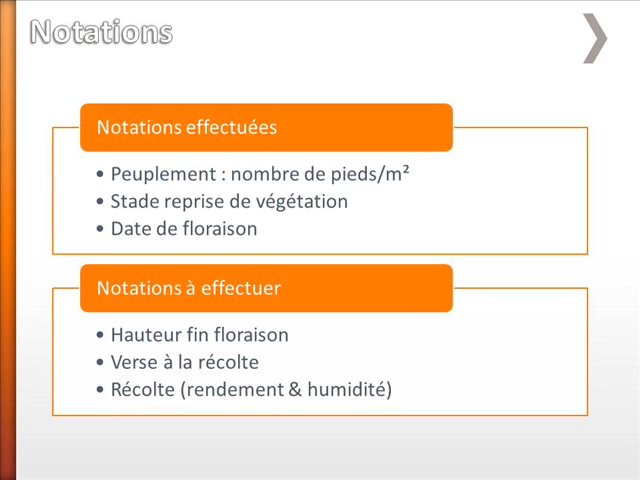 Notations
Notations effectuées
• Peuplement : nombre de pieds/m²
• Stade reprise de végétation
• Date de floraison
Notations à effectuer
• Hauteur fin floraison
• Verse à la récolte
• Récolte (rendement & humidité)